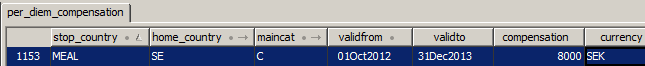 per_diem_compensation
stop_country home_country maincat validfrom validto compensation currency
1153 MEAL SE C 01Oct2012 31Dec2013 8000 SEK